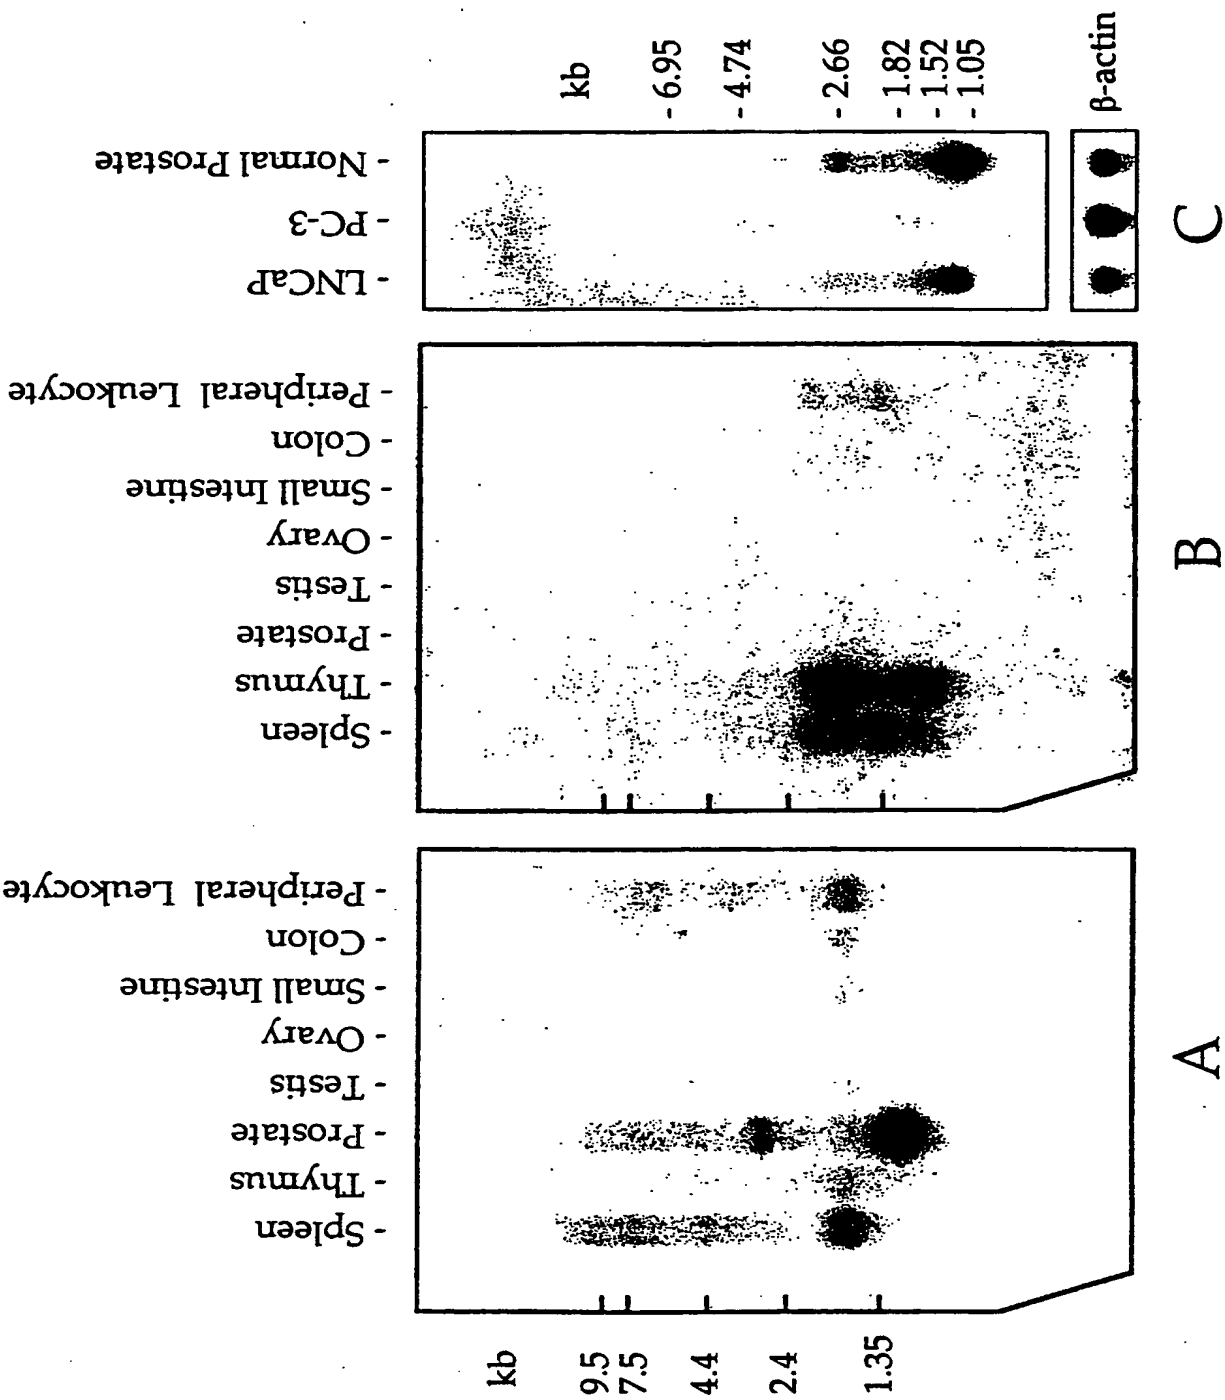 kb
9.5
7.5
4.4
2.4
1.35
- Spleen
- Thymus
- Prostate
- Testis
- Ovary
- Small Intestine
- Colon
- Peripheral Leukocyte
A
- Spleen
- Thymus
- Prostate
- Testis
- Ovary
- Small Intestine
- Colon
- Peripheral Leukocyte
B
- LNCaP
- PC-3
- Normal Prostate
kb
- 6.95
- 4.74
- 2.66
- 1.82
- 1.52
- 1.05
β-actin
C